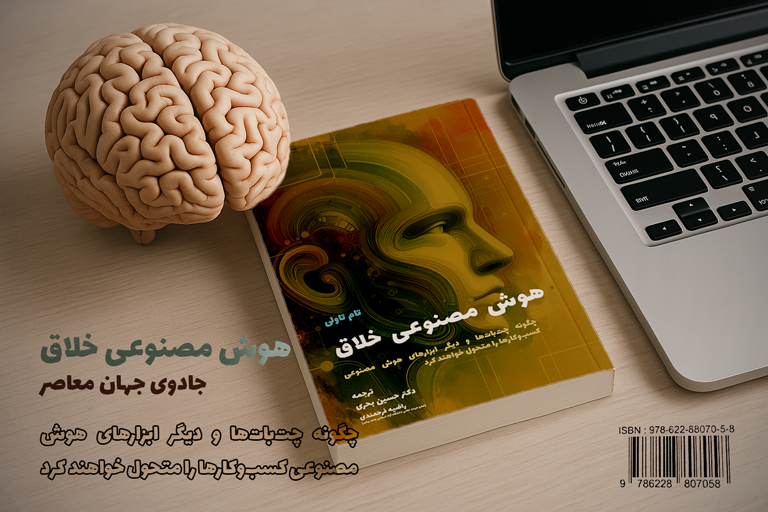 تام تاولی
هوش مصنوعی خلاق
چگونه چت‌بات‌ها و دیگر ابزارهای هوش مصنوعی
کسب‌وکارها را متحول خواهند کرد
ترجمه
دکتر حسین بحری
راضیه فرحمندی
هوش مصنوعی خلاق
جادوی جهان معاصر
چگونه چت‌بات‌ها و دیگر ابزارهای هوش
مصنوعی کسب‌وکارها را متحول خواهند کرد
ISBN : 978-622-88070-5-8
9 786228 807058